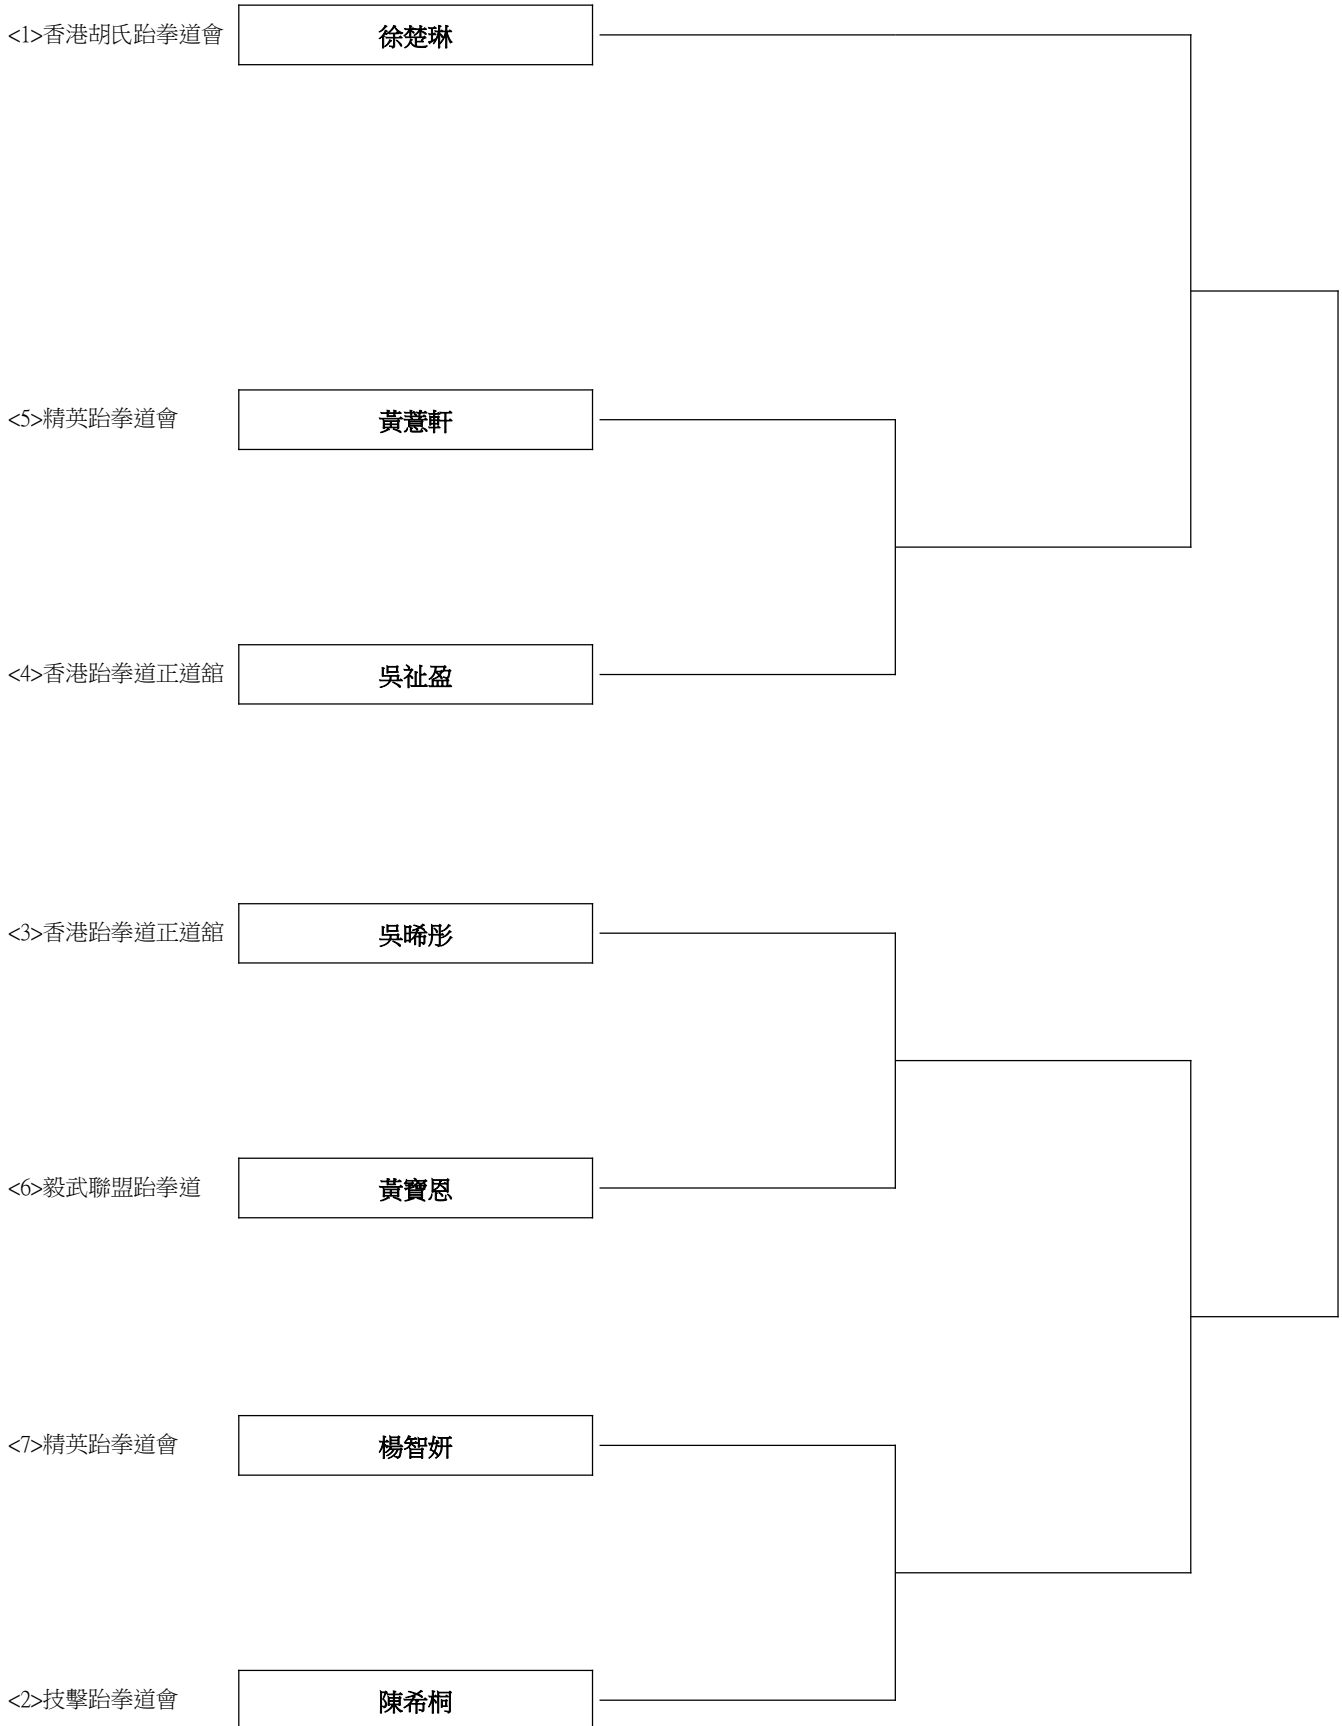 <1>香港胡氏跆拳道會 徐楚琳
<5>精英跆拳道會 黃薏軒
<4>香港跆拳道正道舘 吳祉盈
<3>香港跆拳道正道舘 吳晞彤
<6>毅武聯盟跆拳道 黃寶恩
<7>精英跆拳道會 楊智妍
<2>技擊跆拳道會 陳希桐